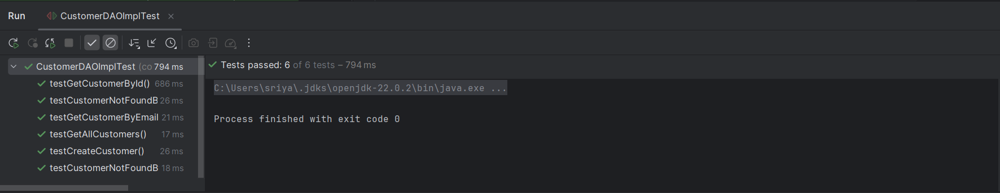 Run CustomerDAOImplTest
CustomerDAOImplTest (co 794 ms
testGetCustomerById() 686 ms
testCustomerNotFoundB 26 ms
testGetCustomerByEmail 21 ms
testGetAllCustomers() 17 ms
testCreateCustomer() 26 ms
testCustomerNotFoundB 18 ms
Tests passed: 6 of 6 tests – 794 ms
C:\Users\sriya\.jdks\openjdk-22.0.2\bin\java.exe ...
Process finished with exit code 0